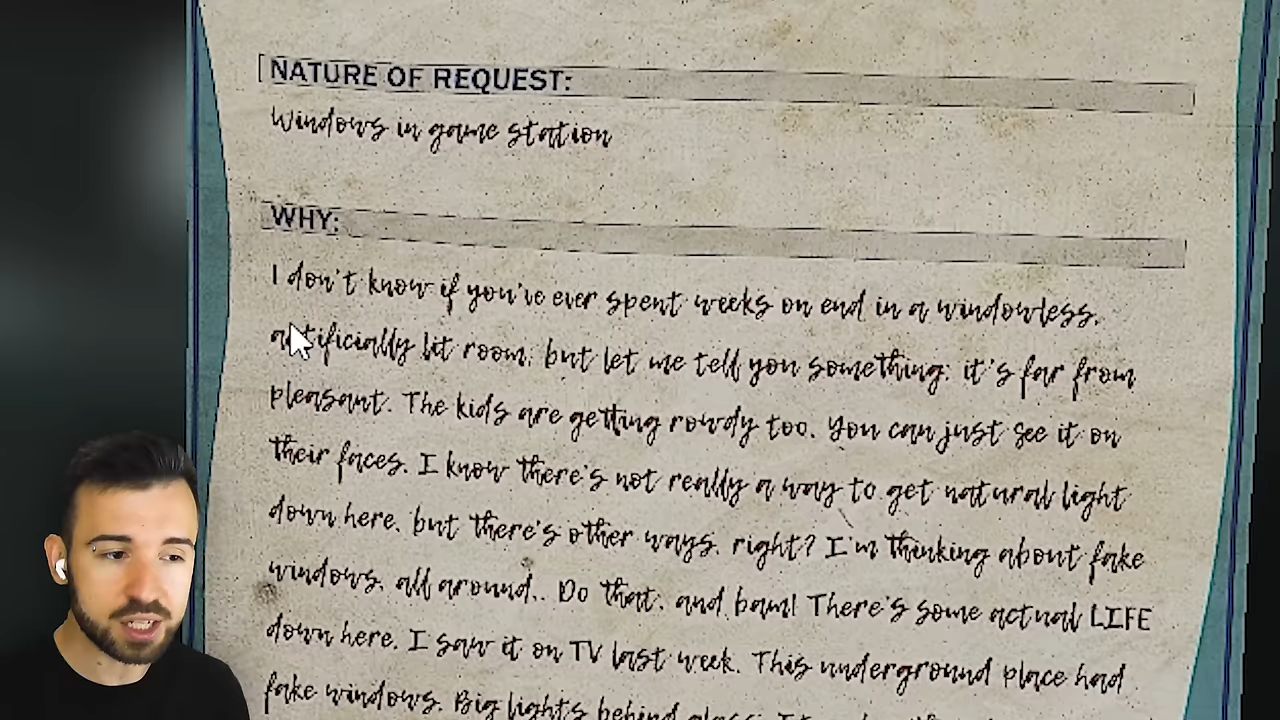 NATURE OF REQUEST:
Windows in game station
WHY:
I don't know if you've ever spent weeks on end in a windowless,
artificially lit room, but let me tell you something: it's far from
pleasant. The kids are getting rowdy too. You can just see it on
their faces. I know there's not really a way to get natural light
down here, but there's other ways, right? I'm thinking about fake
windows, all around.. Do that, and bam! There's some actual LIFE
down here. I saw it on TV last week. This underground place had
fake windows. Big lights behind glass.